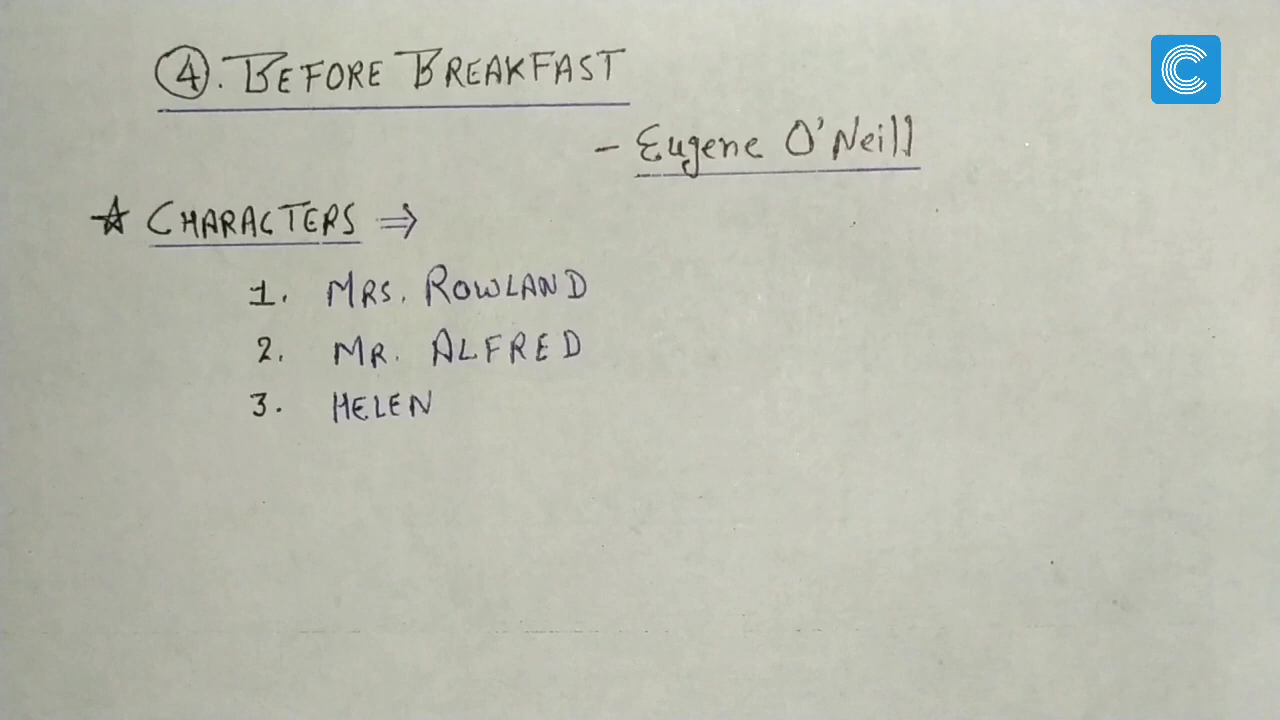 4. BEFORE BREAKFAST
- Eugene O'Neill
☆ CHARACTERS ⇒
1. MRS. ROWLAND
2. MR. ALFRED
3. HELEN